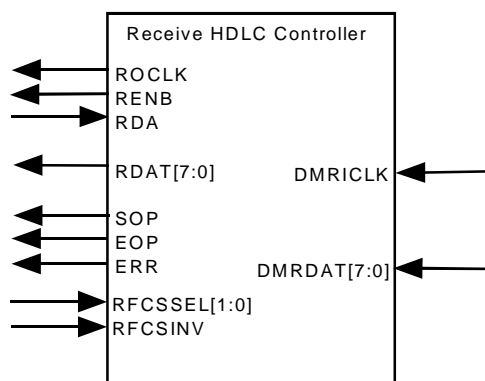 Receive HDLC Controller
ROCLK
RENB
RDA
RDAT[7:0]
DMRICLK
SOP
EOP
ERR
DMRDAT[7:0]
RFCSSEL[1:0]
RFCSINV